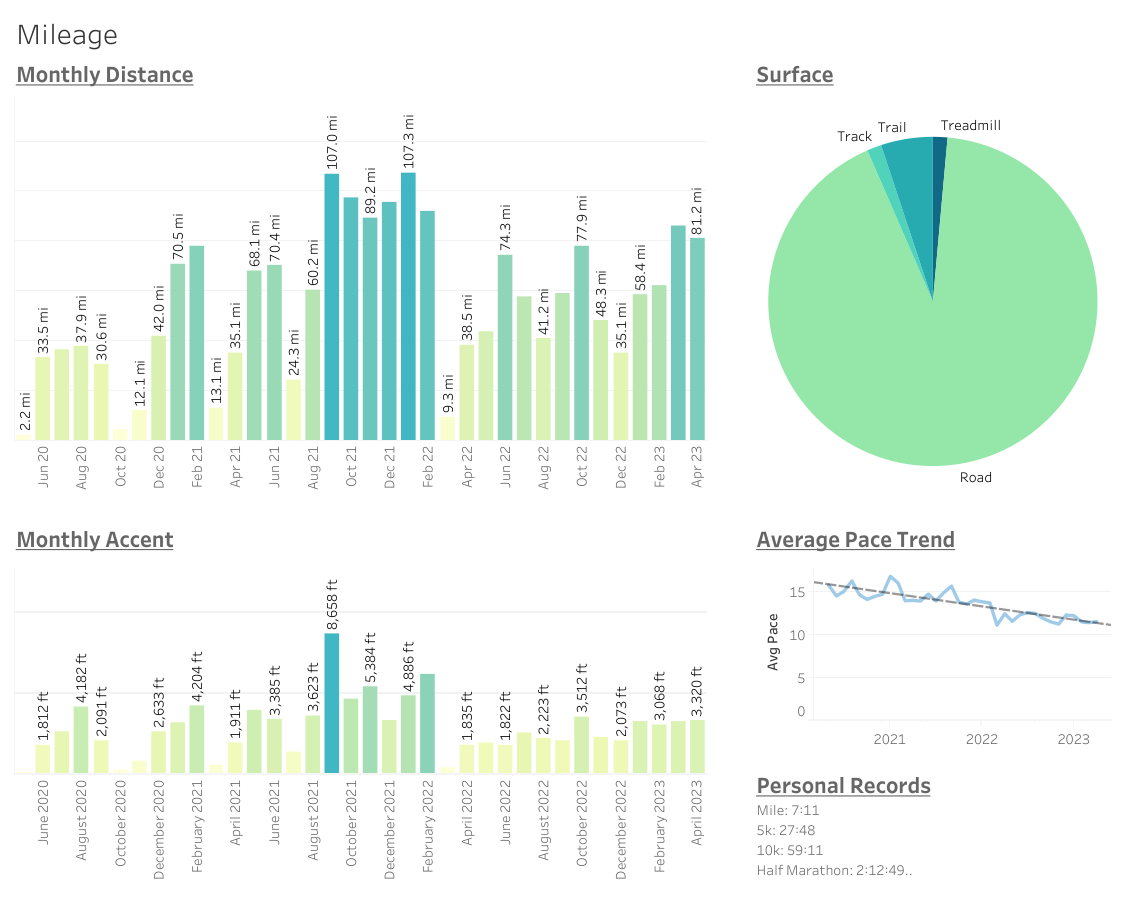 Mileage
Monthly Distance
2.2 mi
33.5 mi
37.9 mi
30.6 mi
12.1 mi
42.0 mi
70.5 mi
13.1 mi
35.1 mi
68.1 mi
70.4 mi
24.3 mi
60.2 mi
107.0 mi
89.2 mi
107.3 mi
9.3 mi
38.5 mi
74.3 mi
41.2 mi
77.9 mi
48.3 mi
35.1 mi
58.4 mi
81.2 mi
Jun 20
Aug 20
Oct 20
Dec 20
Feb 21
Apr 21
Jun 21
Aug 21
Oct 21
Dec 21
Feb 22
Apr 22
Jun 22
Aug 22
Oct 22
Dec 22
Feb 23
Apr 23
Surface
Track
Trail
Treadmill
Road
Monthly Accent
1,812 ft
4,182 ft
2,091 ft
2,633 ft
4,204 ft
1,911 ft
3,385 ft
3,623 ft
8,658 ft
5,384 ft
4,886 ft
1,835 ft
1,822 ft
2,223 ft
3,512 ft
2,073 ft
3,068 ft
3,320 ft
June 2020
August 2020
October 2020
December 2020
February 2021
April 2021
June 2021
August 2021
October 2021
December 2021
February 2022
April 2022
June 2022
August 2022
October 2022
December 2022
February 2023
April 2023
Average Pace Trend
Avg Pace
15
10
5
0
2021
2022
2023
Personal Records
Mile: 7:11
5k: 27:48
10k: 59:11
Half Marathon: 2:12:49..